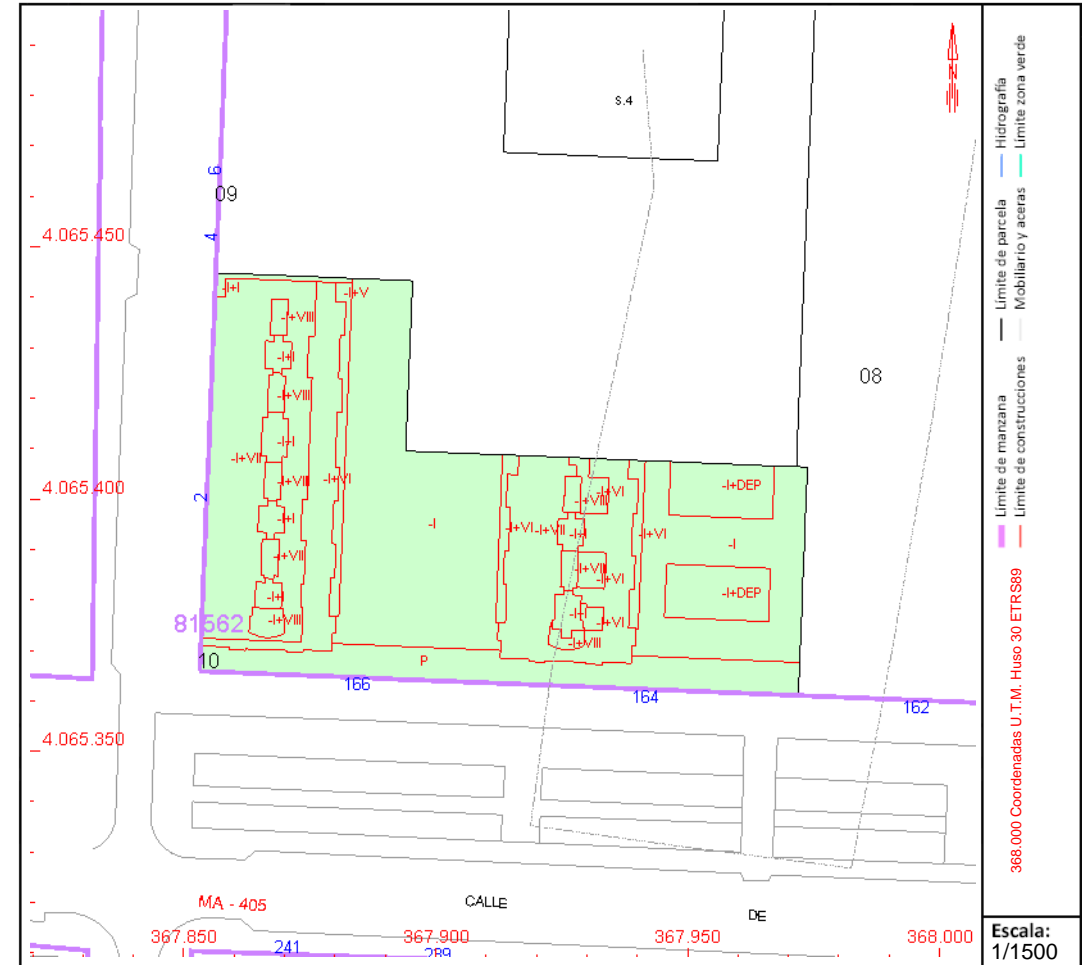 S.4
N
6
09
4
4.065.450
-I+I
-I+V
-I+VIII
-I+I
08
-I+VIII
-I+I
-I+VII
-I+VI
-I+VIII
4.065.400
2
-I+I
-I
-I+VI
-I+VII
-I+VIII
-I+VI
-I+I
-I+VI
-I+DEP
-I
-I+VIII
-I+I
-I+VIII
-I+VI
-I+I
-I+VI
-I+VIII
-I+DEP
81562
10
P
166
164
162
4.065.350
MA - 405
CALLE
DE
367.850
367.900
367.950
368.000
241
289
Límite de manzana
Límite de parcela
Hidrografía
Límite de construcciones
Mobiliario y aceras
Límite zona verde
368.000 Coordenadas U.T.M. Huso 30 ETRS89
Escala:
1/1500